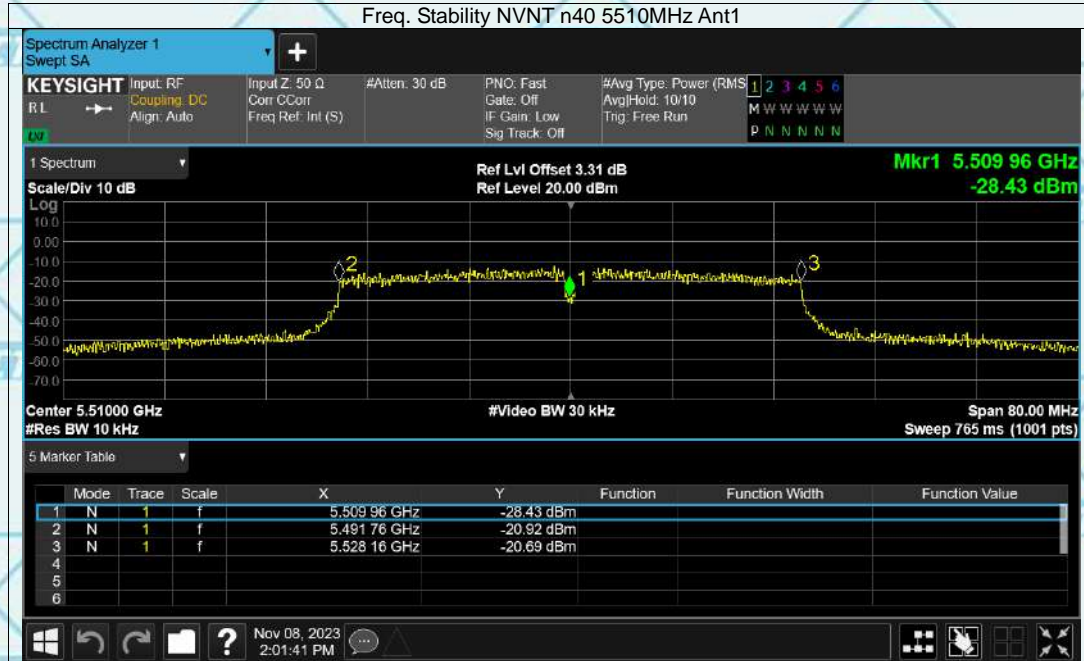 Freq. Stability NVNT n40 5510MHz Ant1
Spectrum Analyzer 1
Swept SA
+
KEYSIGHT Input: RF Input Z: 50 Ω #Atten: 30 dB PNO: Fast #Avg Type: Power (RMS 1 2 3 4 5 6
R L Coupling: DC Corr CCorr Gate: Off Avg|Hold: 10/10 M W W W W W
Align: Auto Freq Ref: Int (S) IF Gain: Low Trig: Free Run
LXI Sig Track: Off P N N N N N
1 Spectrum Ref Lvl Offset 3.31 dB Mkr1 5.509 96 GHz
Scale/Div 10 dB Ref Level 20.00 dBm -28.43 dBm
Log
10.0
0.00
-10.0
-20.0
-30.0
-40.0
-50.0
-60.0
-70.0
2
1
3
Center 5.51000 GHz #Video BW 30 kHz Span 80.00 MHz
#Res BW 10 kHz Sweep 765 ms (1001 pts)
5 Marker Table
Mode Trace Scale X Y Function Function Width Function Value
1 N 1 f 5.509 96 GHz -28.43 dBm
2 N 1 f 5.491 76 GHz -20.92 dBm
3 N 1 f 5.528 16 GHz -20.69 dBm
4
5
6
? Nov 08, 2023
2:01:41 PM